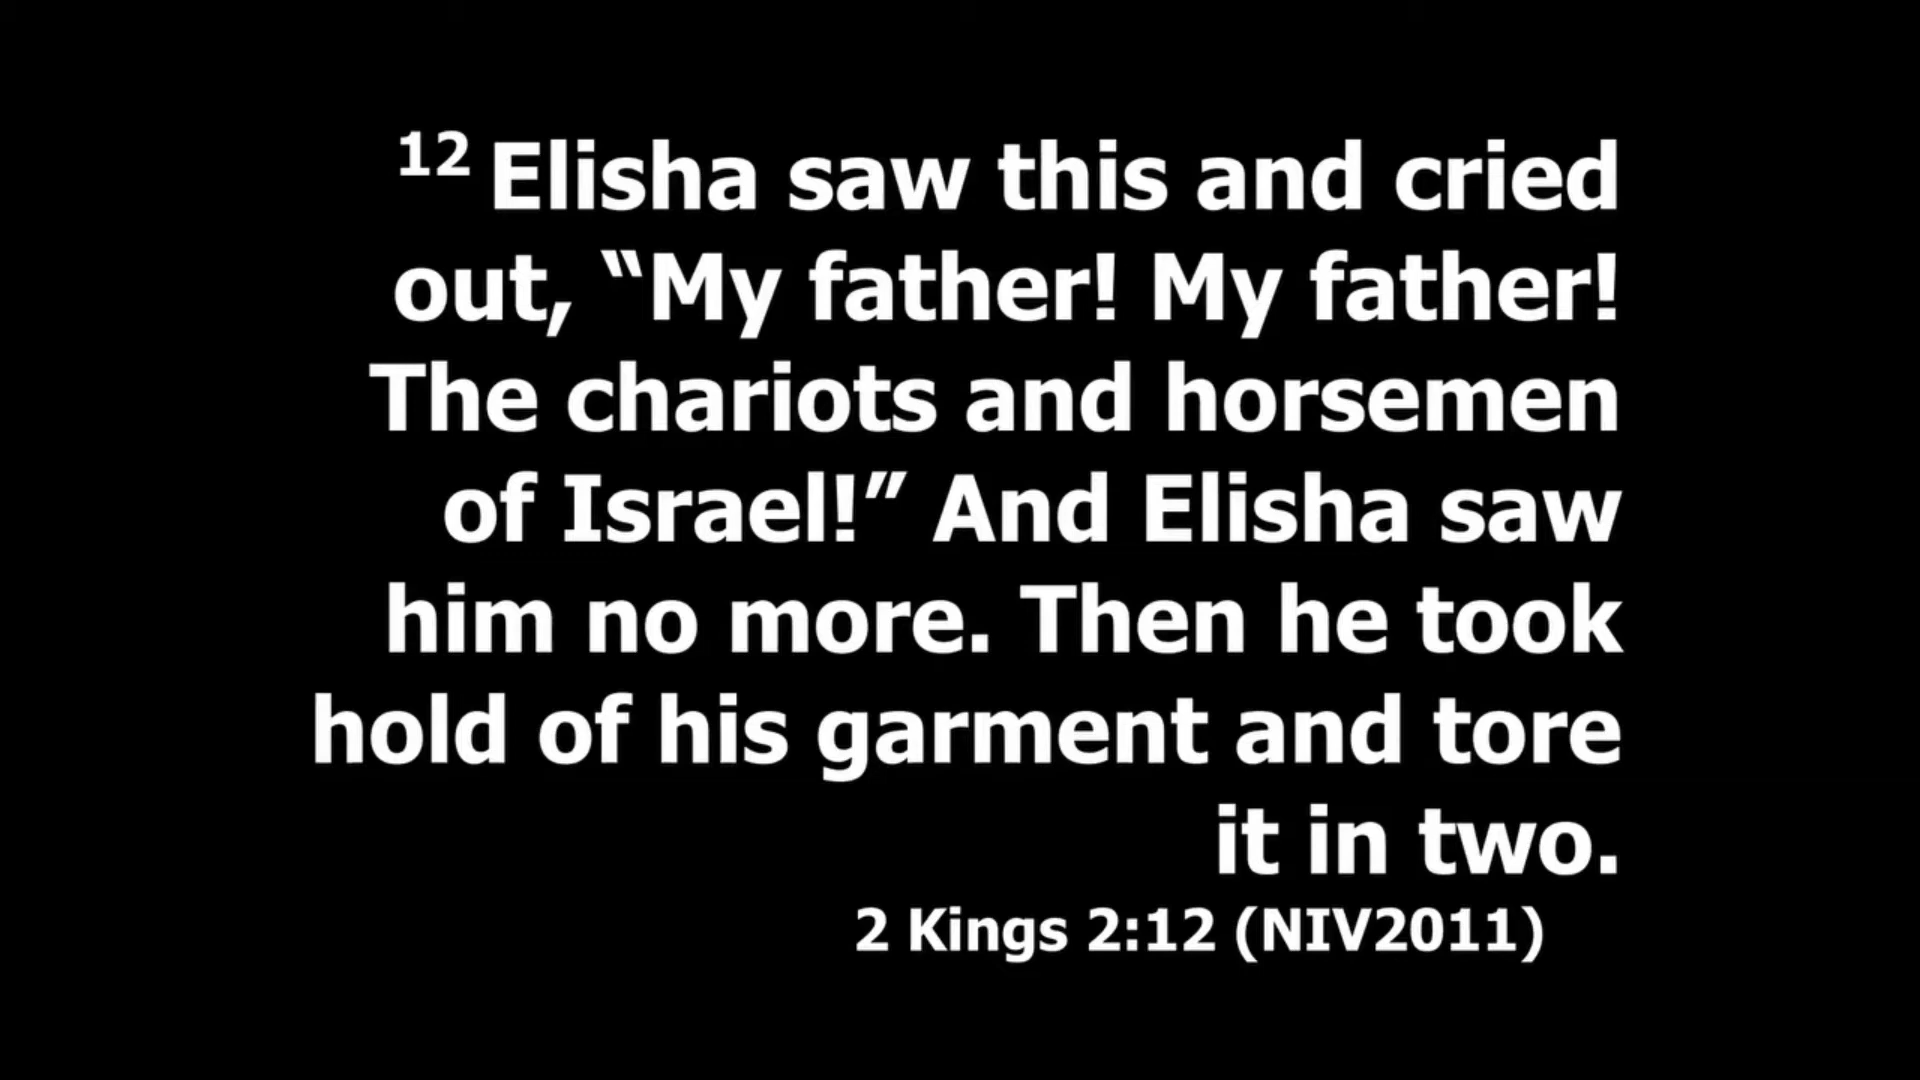 12 Elisha saw this and cried
out, “My father! My father!
The chariots and horsemen
of Israel!” And Elisha saw
him no more. Then he took
hold of his garment and tore
it in two.
2 Kings 2:12 (NIV2011)